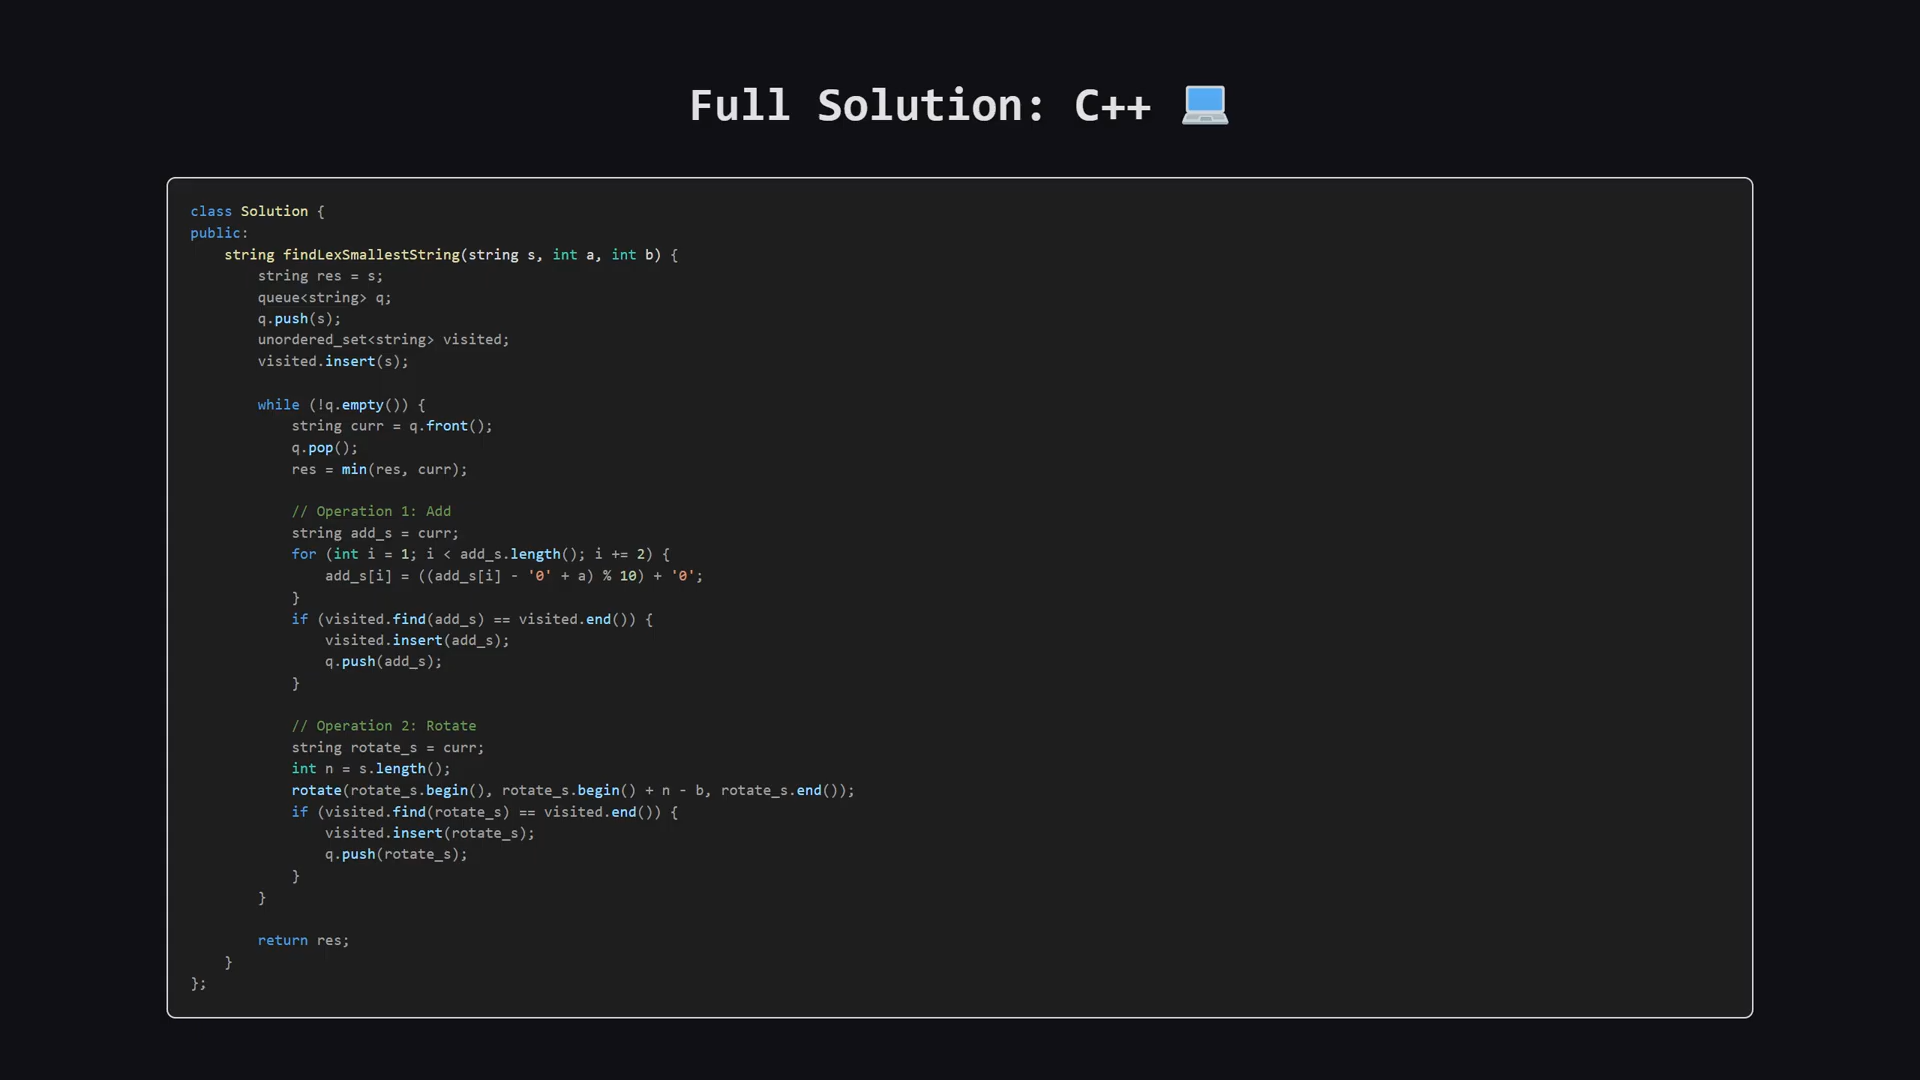 Full Solution: C++ 💻
class Solution {
public:
    string findLexSmallestString(string s, int a, int b) {
        string res = s;
        queue<string> q;
        q.push(s);
        unordered_set<string> visited;
        visited.insert(s);

        while (!q.empty()) {
            string curr = q.front();
            q.pop();
            res = min(res, curr);

            // Operation 1: Add
            string add_s = curr;
            for (int i = 1; i < add_s.length(); i += 2) {
                add_s[i] = ((add_s[i] - '0' + a) % 10) + '0';
            }
            if (visited.find(add_s) == visited.end()) {
                visited.insert(add_s);
                q.push(add_s);
            }

            // Operation 2: Rotate
            string rotate_s = curr;
            int n = s.length();
            rotate(rotate_s.begin(), rotate_s.begin() + n - b, rotate_s.end());
            if (visited.find(rotate_s) == visited.end()) {
                visited.insert(rotate_s);
                q.push(rotate_s);
            }
        }

        return res;
    }
};